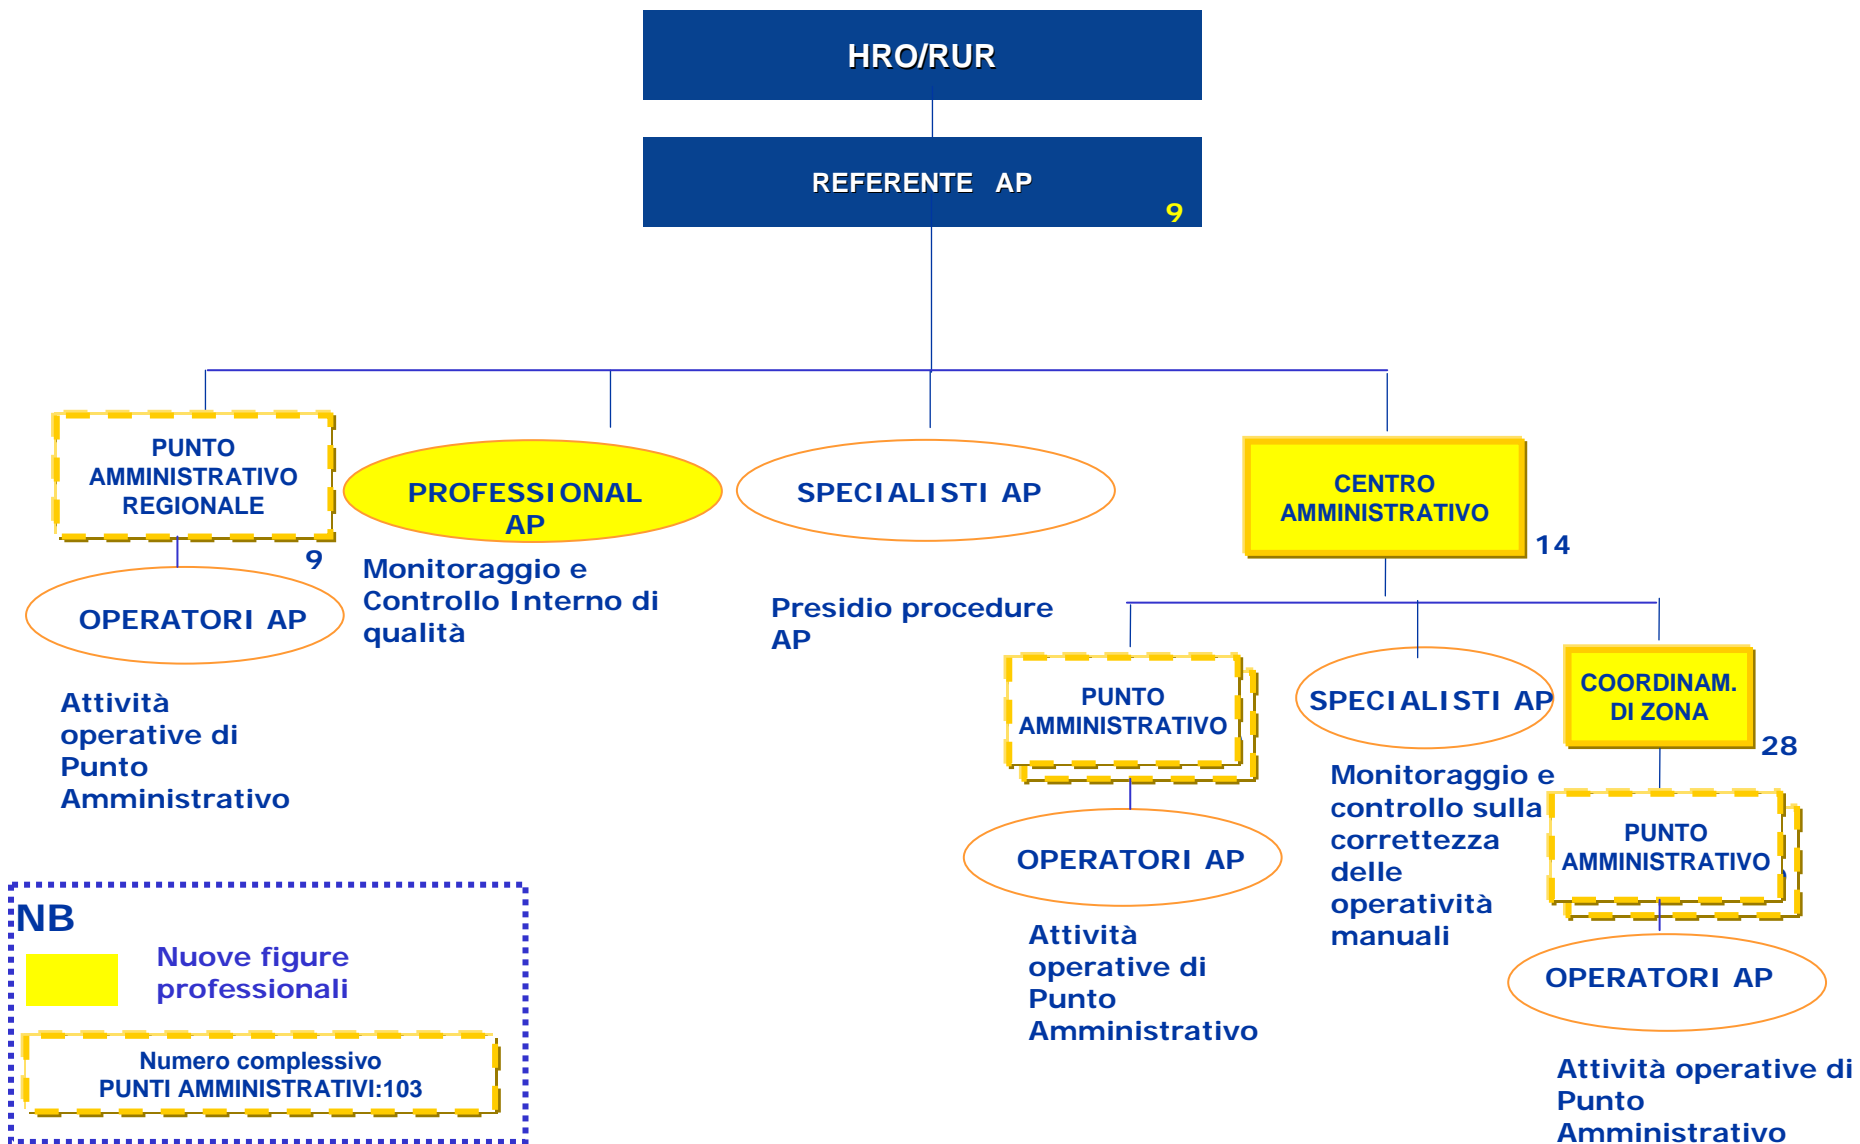 HRO/RUR
REFERENTE AP
9
PUNTO
AMMINISTRATIVO
REGIONALE
9
OPERATORI AP
Attività
operative di
Punto
Amministrativo
PROFESSIONAL
AP
Monitoraggio e
Controllo Interno di
qualità
SPECIALISTI AP
Presidio procedure
AP
CENTRO
AMMINISTRATIVO
14
PUNTO
AMMINISTRATIVO
OPERATORI AP
Attività
operative di
Punto
Amministrativo
SPECIALISTI AP
Monitoraggio e
controllo sulla
correttezza
delle
operatività
manuali
COORDINAM.
DI ZONA
28
PUNTO
AMMINISTRATIVO
OPERATORI AP
Attività operative di
Punto
Amministrativo
NB
Nuove figure
professionali
Numero complessivo
PUNTI AMMINISTRATIVI:103